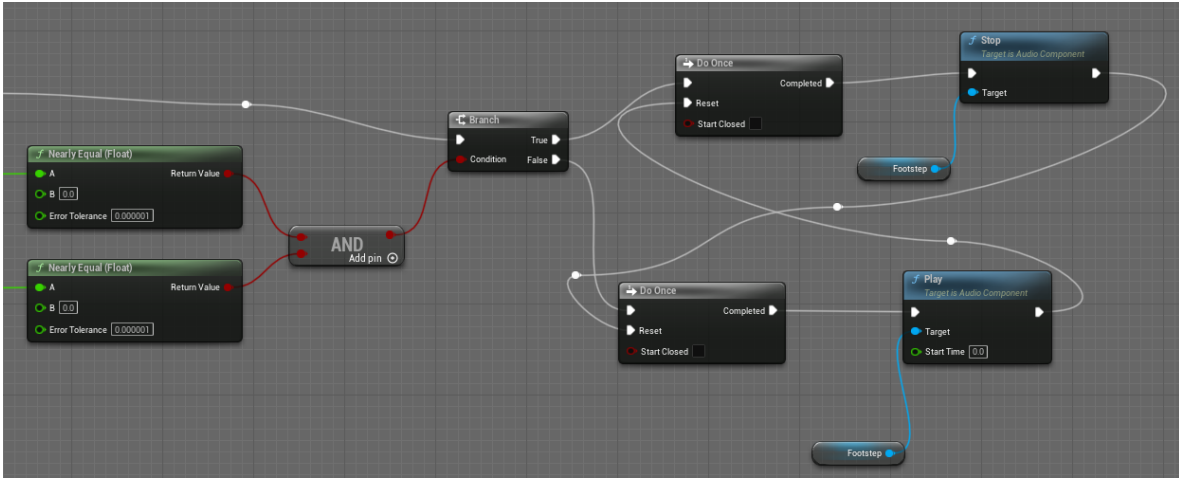 Nearly Equal (Float)
A
Return Value
B 0.0
Error Tolerance 0.000001
Nearly Equal (Float)
A
Return Value
B 0.0
Error Tolerance 0.000001
AND
Add pin
Branch
True
Condition
False
Do Once
Completed
Reset
Start Closed
Stop
Target is Audio Component
Target
Footstep
Do Once
Completed
Reset
Start Closed
Play
Target is Audio Component
Target
Start Time 0.0
Footstep